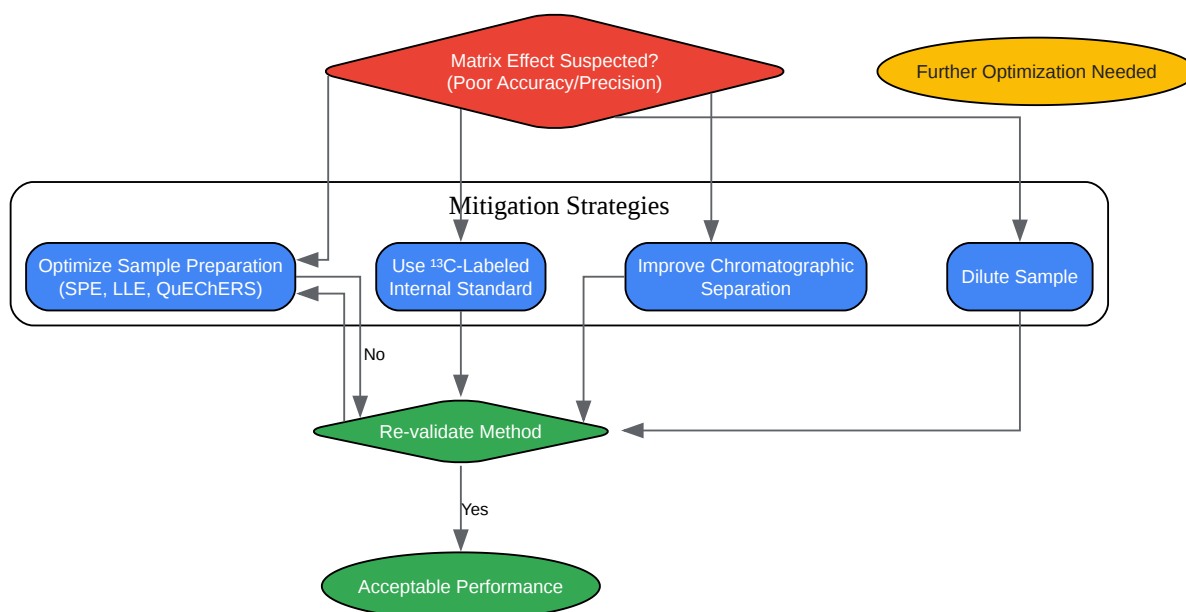 Matrix Effect Suspected?
(Poor Accuracy/Precision)
Further Optimization Needed
Mitigation Strategies
Optimize Sample Preparation
(SPE, LLE, QuEChERS)
Use ¹³C-Labeled
Internal Standard
Improve Chromatographic
Separation
Dilute Sample
No
Re-validate Method
Yes
Acceptable Performance